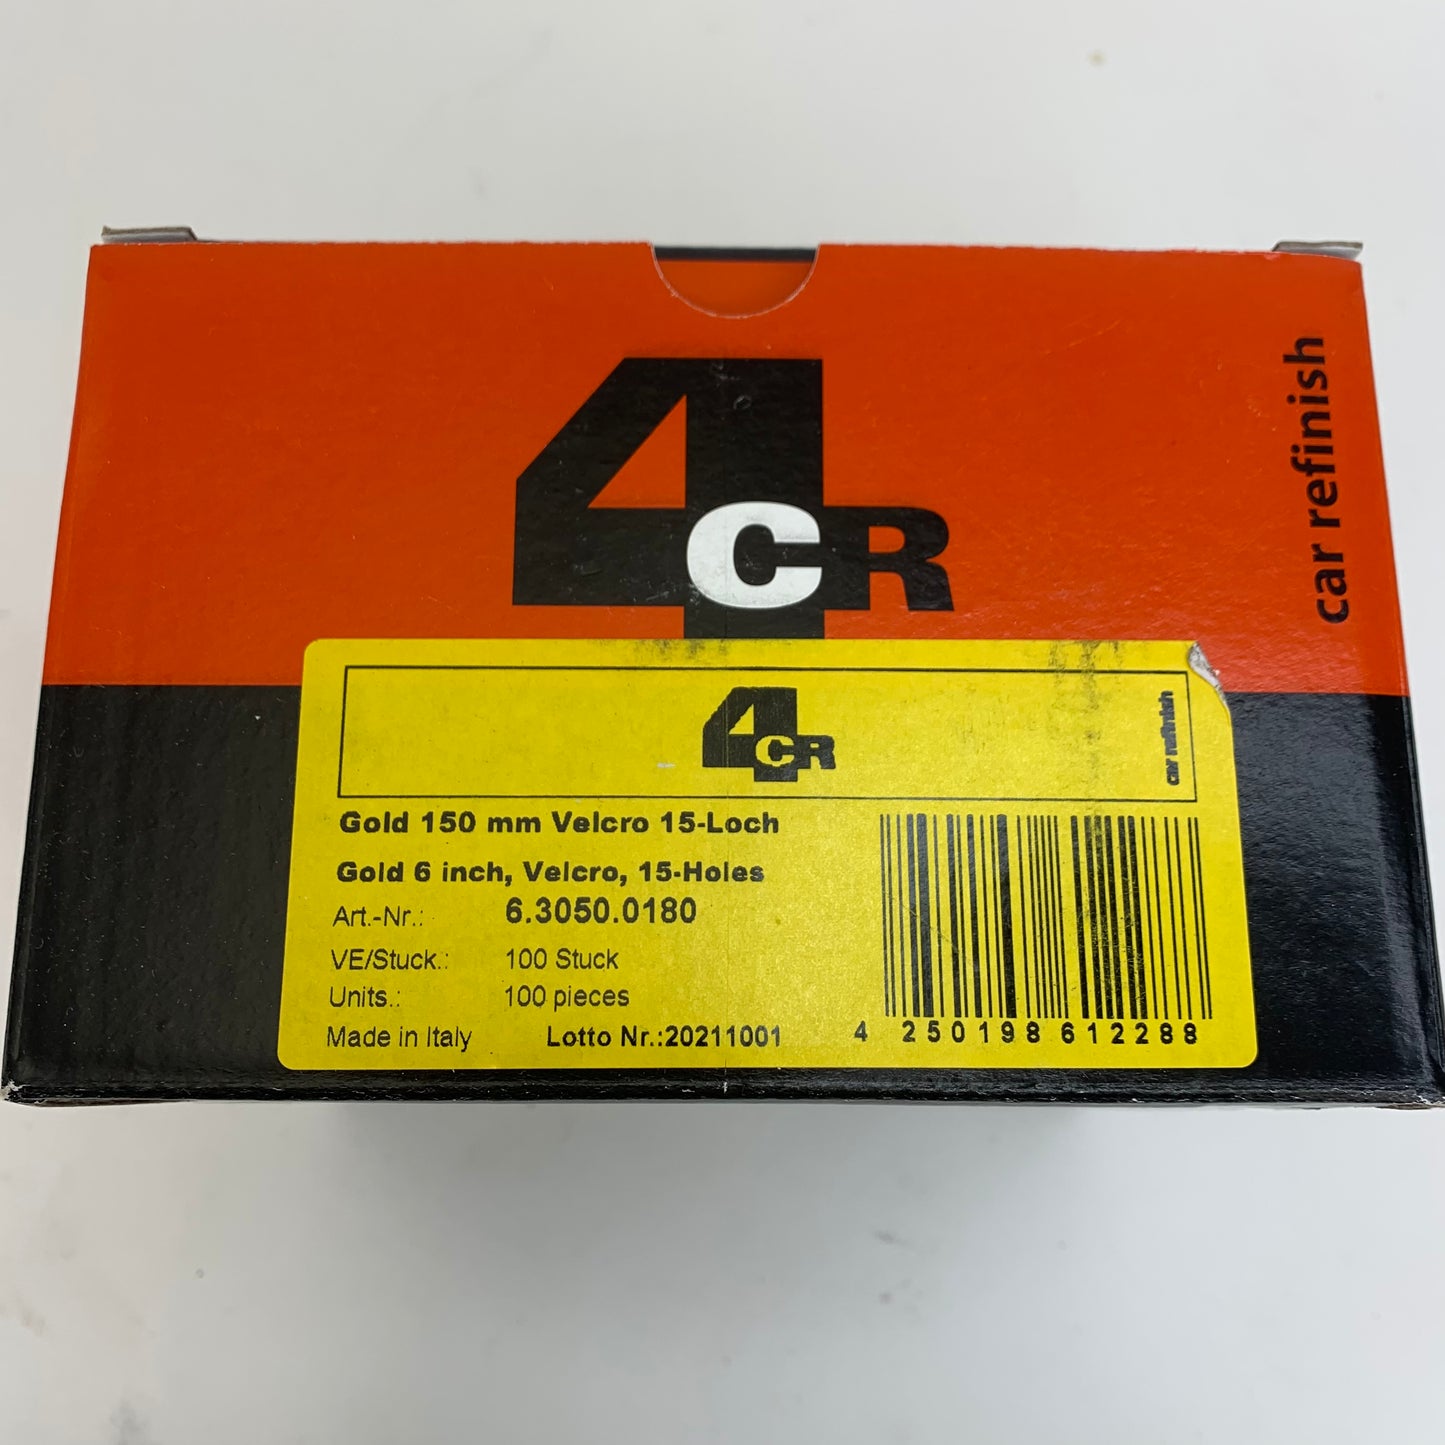 4CR
car refinish
4CR
car refinish
Gold 150 mm Velcro 15-Loch
Gold 6 inch, Velcro, 15-Holes
Art.-Nr.: 6.3050.0180
VE/Stuck.: 100 Stuck
Units.: 100 pieces
Made in Italy Lotto Nr.:20211001
4 250198 612288